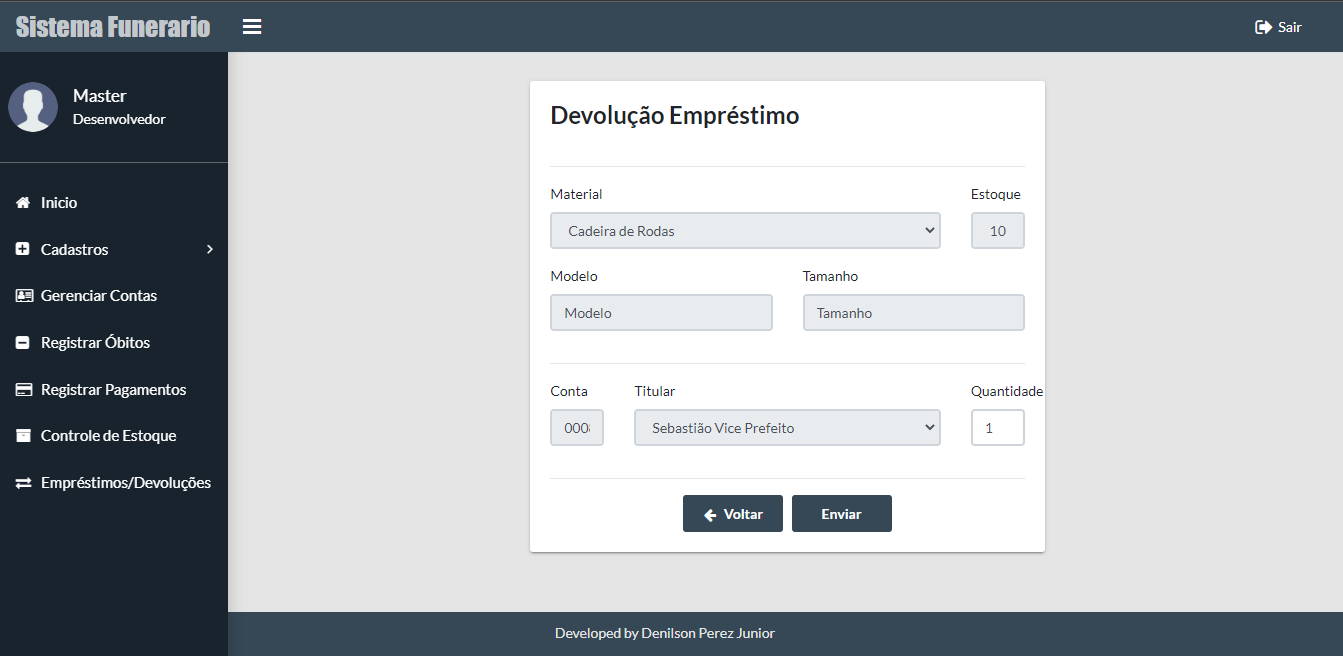 Sistema Funerario
Sair
Master
Desenvolvedor
Inicio
Cadastros
Gerenciar Contas
Registrar Óbitos
Registrar Pagamentos
Controle de Estoque
Empréstimos/Devoluções
Devolução Empréstimo
Material Estoque
Cadeira de Rodas 10
Modelo Tamanho
Modelo Tamanho
Conta Titular Quantidade
Sebastião Vice Prefeito 1
Voltar Enviar
Developed by Denilson Perez Junior